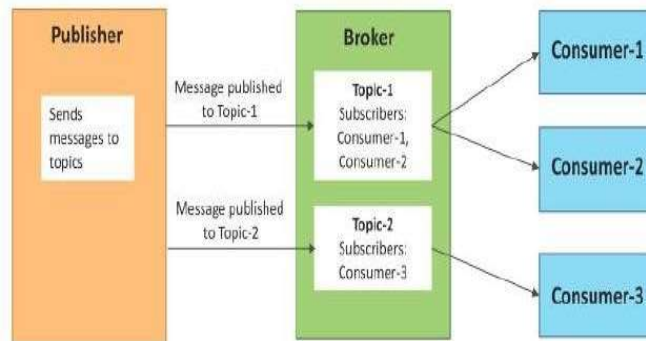 Publisher
Sends
messages to
topics
Message published
to Topic-1
Message published
to Topic-2
Broker
Topic-1
Subscribers:
Consumer-1,
Consumer-2
Topic-2
Subscribers:
Consumer-3
Consumer-1
Consumer-2
Consumer-3